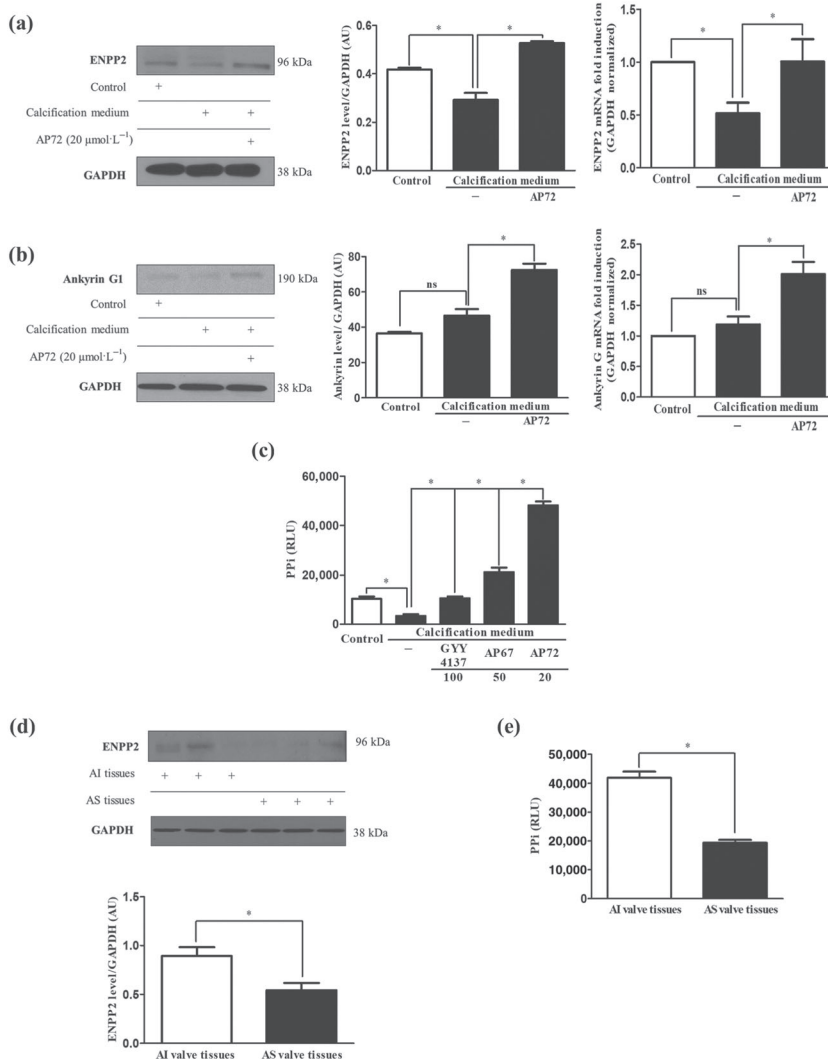 (a)
ENPP2
96 kDa
Control
+
Calcification medium
+
+
AP72 (20 µmol·L⁻¹)
+
GAPDH
38 kDa
ENPP2 level/GAPDH (AU)
0.6
0.4
0.2
0.0
*
*
Control
Calcification medium
–
AP72
ENPP2 mRNA fold induction
(GAPDH normalized)
1.5
1.0
0.5
0.0
*
*
Control
Calcification medium
–
AP72
(b)
Ankyrin G1
190 kDa
Control
+
Calcification medium
+
+
AP72 (20 µmol·L⁻¹)
+
GAPDH
38 kDa
Ankyrin level/ GAPDH (AU)
80
60
40
20
0
ns
*
Control
Calcification medium
–
AP72
Ankyrin G mRNA fold induction
(GAPDH normalized)
2.5
2.0
1.5
1.0
0.5
0.0
ns
*
Control
Calcification medium
–
AP72
(c)
PPi (RLU)
60,000
40,000
20,000
0
*
*
*
*
Control
Calcification medium
–
GYY
4137
AP67
AP72
100
50
20
(d)
ENPP2
96 kDa
AI tissues
+
+
+
AS tissues
+
+
+
GAPDH
38 kDa
ENPP2 level/GAPDH (AU)
1.5
1.0
0.5
0.0
*
AI valve tissues
AS valve tissues
(e)
PPi (RLU)
50,000
40,000
30,000
20,000
10,000
0
*
AI valve tissues
AS valve tissues